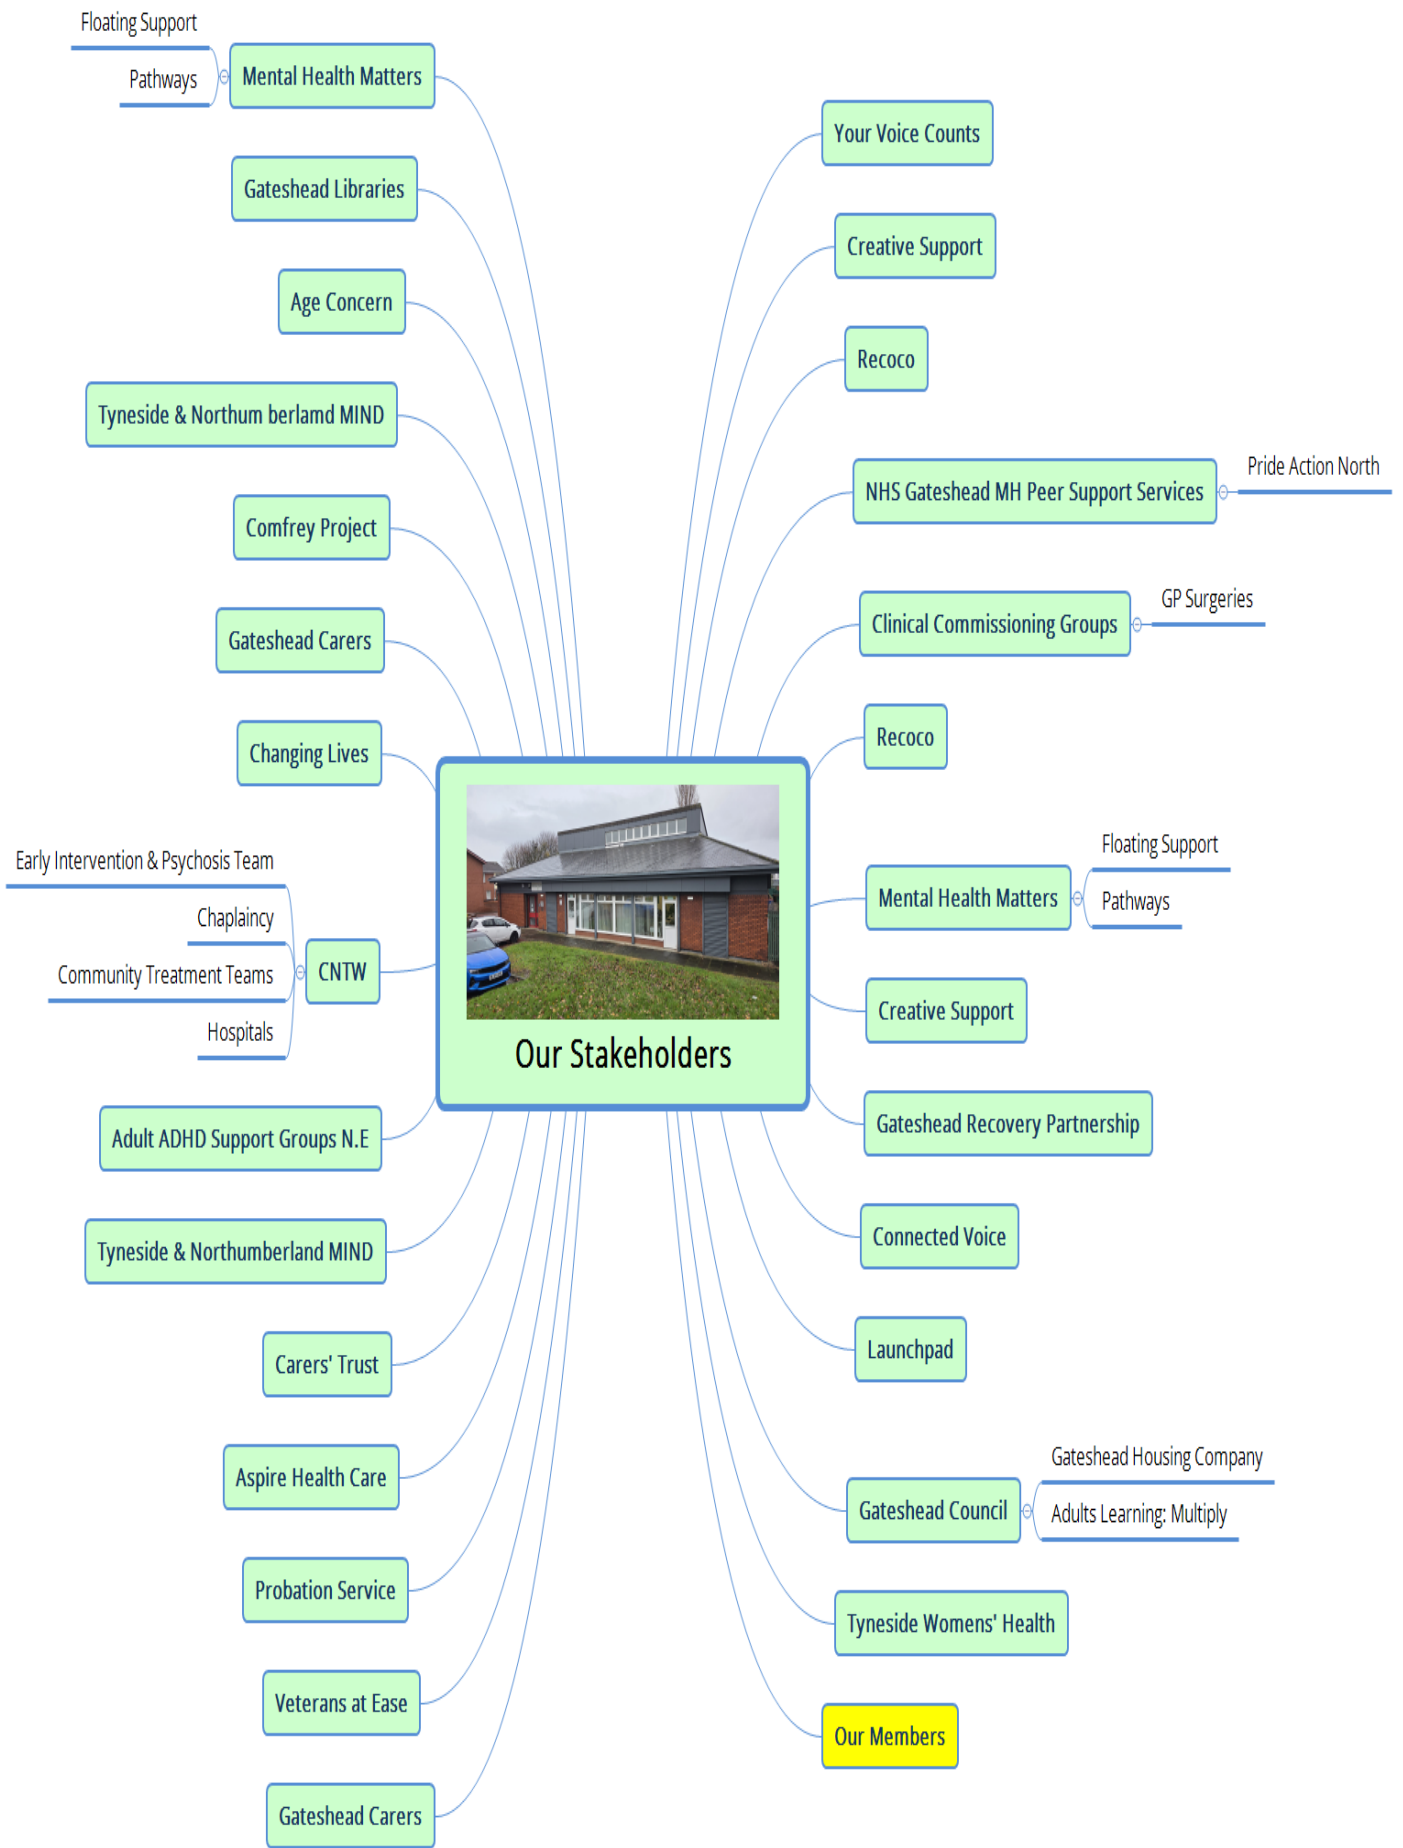 Floating Support
Pathways
Mental Health Matters
Gateshead Libraries
Age Concern
Tyneside & Northum berlamd MIND
Comfrey Project
Gateshead Carers
Changing Lives
Early Intervention & Psychosis Team
Chaplaincy
Community Treatment Teams
Hospitals
CNTW
Adult ADHD Support Groups N.E
Tyneside & Northumberland MIND
Carers' Trust
Aspire Health Care
Probation Service
Veterans at Ease
Gateshead Carers
Our Stakeholders
Your Voice Counts
Creative Support
Recoco
NHS Gateshead MH Peer Support Services
Pride Action North
Clinical Commissioning Groups
GP Surgeries
Recoco
Mental Health Matters
Floating Support
Pathways
Creative Support
Gateshead Recovery Partnership
Connected Voice
Launchpad
Gateshead Council
Gateshead Housing Company
Adults Learning: Multiply
Tyneside Womens' Health
Our Members